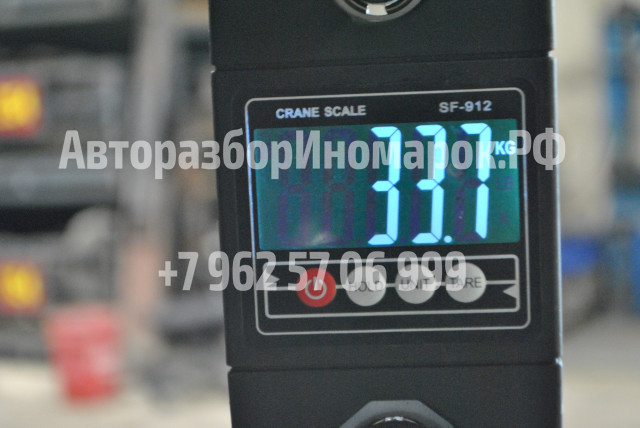 CRANE SCALE SF-912
АвторазборИномарок.РФ
33.7 KG
+7 962 57 06 999